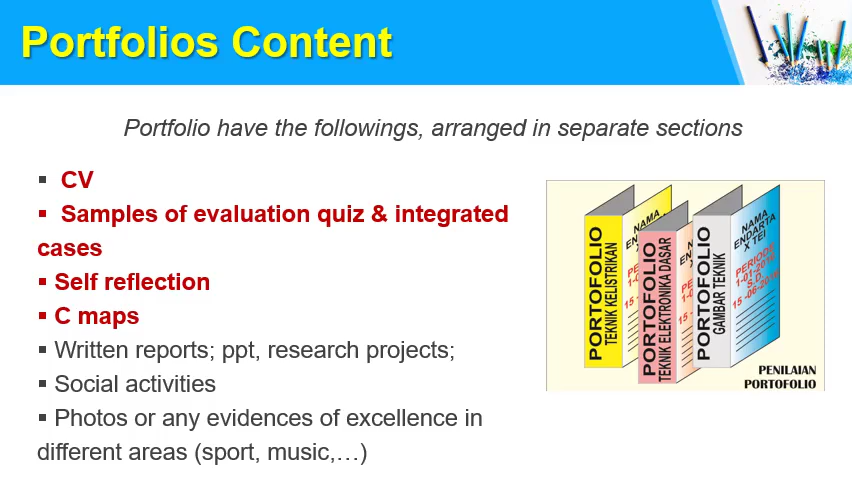 Portfolios Content
Portfolio have the followings, arranged in separate sections
▪ CV
▪ Samples of evaluation quiz & integrated
cases
▪ Self reflection
▪ C maps
▪ Written reports; ppt, research projects;
▪ Social activities
▪ Photos or any evidences of excellence in
different areas (sport, music,…)
PORTOFOLIO
TEKNIK KELISTRIKAN
NAMA
PORTOFOLIO
TEKNIK ELEKTRONIKA DASAR
PORTOFOLIO
GAMBAR TEKNIK
NAMA
ENDARTA
X TEI
PERIODE
1-01-2016
S.D.
15 -06-2016
PENILAIAN
PORTOFOLIO